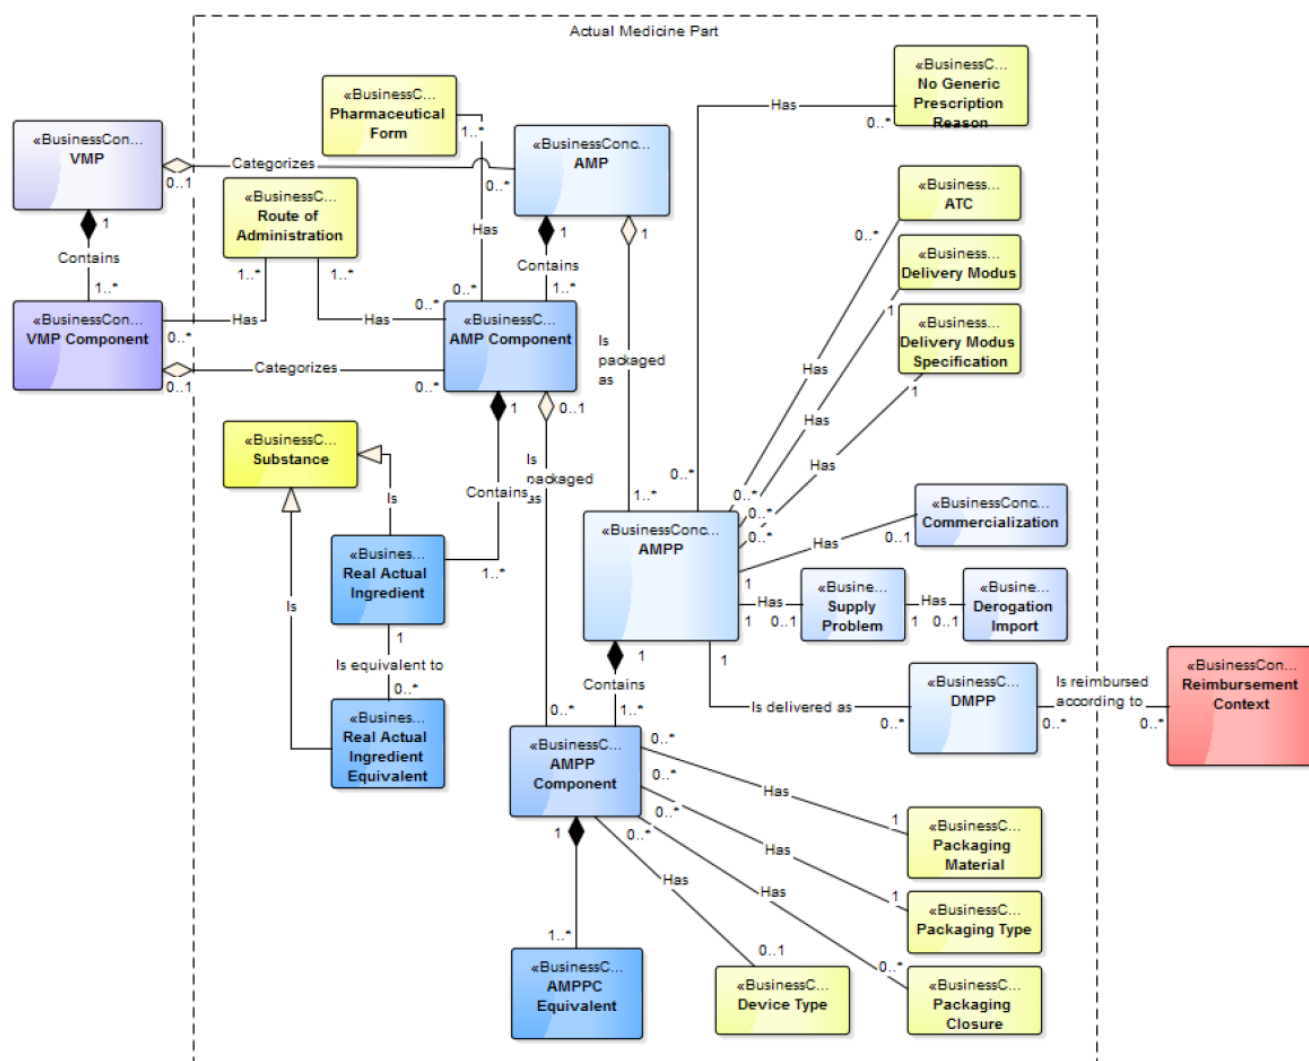 Actual Medicine Part
«BusinessC...
No Generic
Prescription
Reason
Has
0..*
«BusinessC...
Pharmaceutical
Form
1..*
«BusinessCon...
VMP
0..1
Categorizes
0..*
«BusinessConc...
AMP
«Business...
ATC
0..*
«BusinessC...
Route of
Administration
1
Contains
1..*
1..*
1..*
Has
0..*
1
Contains
1..*
1
«Business...
Delivery Modus
1
«Business...
Delivery Modus
Specification
1
«BusinessCon...
VMP Component
0..*
Has
Has
0..*
«BusinessC...
AMP Component
0..1
Categorizes
0..*
Is
packaged
as
Has
Has
Has
1
0..1
«BusinessC...
Substance
Is
packaged
as
Contains
Is
1..*
1..*
0..*
0..*
0..*
0..*
«BusinessConc...
AMPP
«BusinessConc...
Commercialization
Has
0..1
1
«Busines...
Real Actual
Ingredient
1..*
Is
1
Has
0..1
«Busine...
Supply
Problem
Has
1
0..1
«Busine...
Derogation
Import
1
Is equivalent to
0..*
1
Contains
1..*
1
Is delivered as
0..*
«BusinessC...
DMPP
Is reimbursed
according to
0..*
0..*
«BusinessCon...
Reimbursement
Context
«Busines...
Real Actual
Ingredient
Equivalent
0..*
«BusinessC...
AMPP
Component
0..*
0..*
0..*
Has
1
«BusinessC...
Packaging
Material
1
Has
Has
Has
1
«BusinessC...
Packaging Type
1..*
0..1
0..*
«BusinessC...
AMPPC
Equivalent
«BusinessC...
Device Type
«BusinessC...
Packaging
Closure